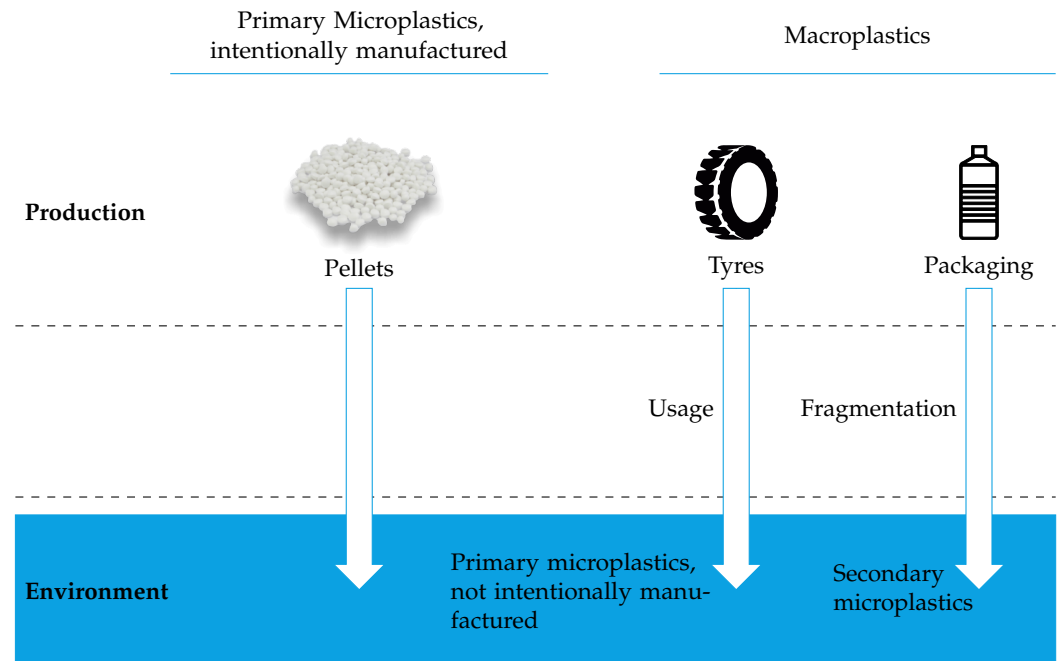 Primary Microplastics,
intentionally manufactured
Macroplastics
Production
Pellets
Tyres
Packaging
Usage
Fragmentation
Environment
Primary microplastics,
not intentionally manu-
factured
Secondary
microplastics